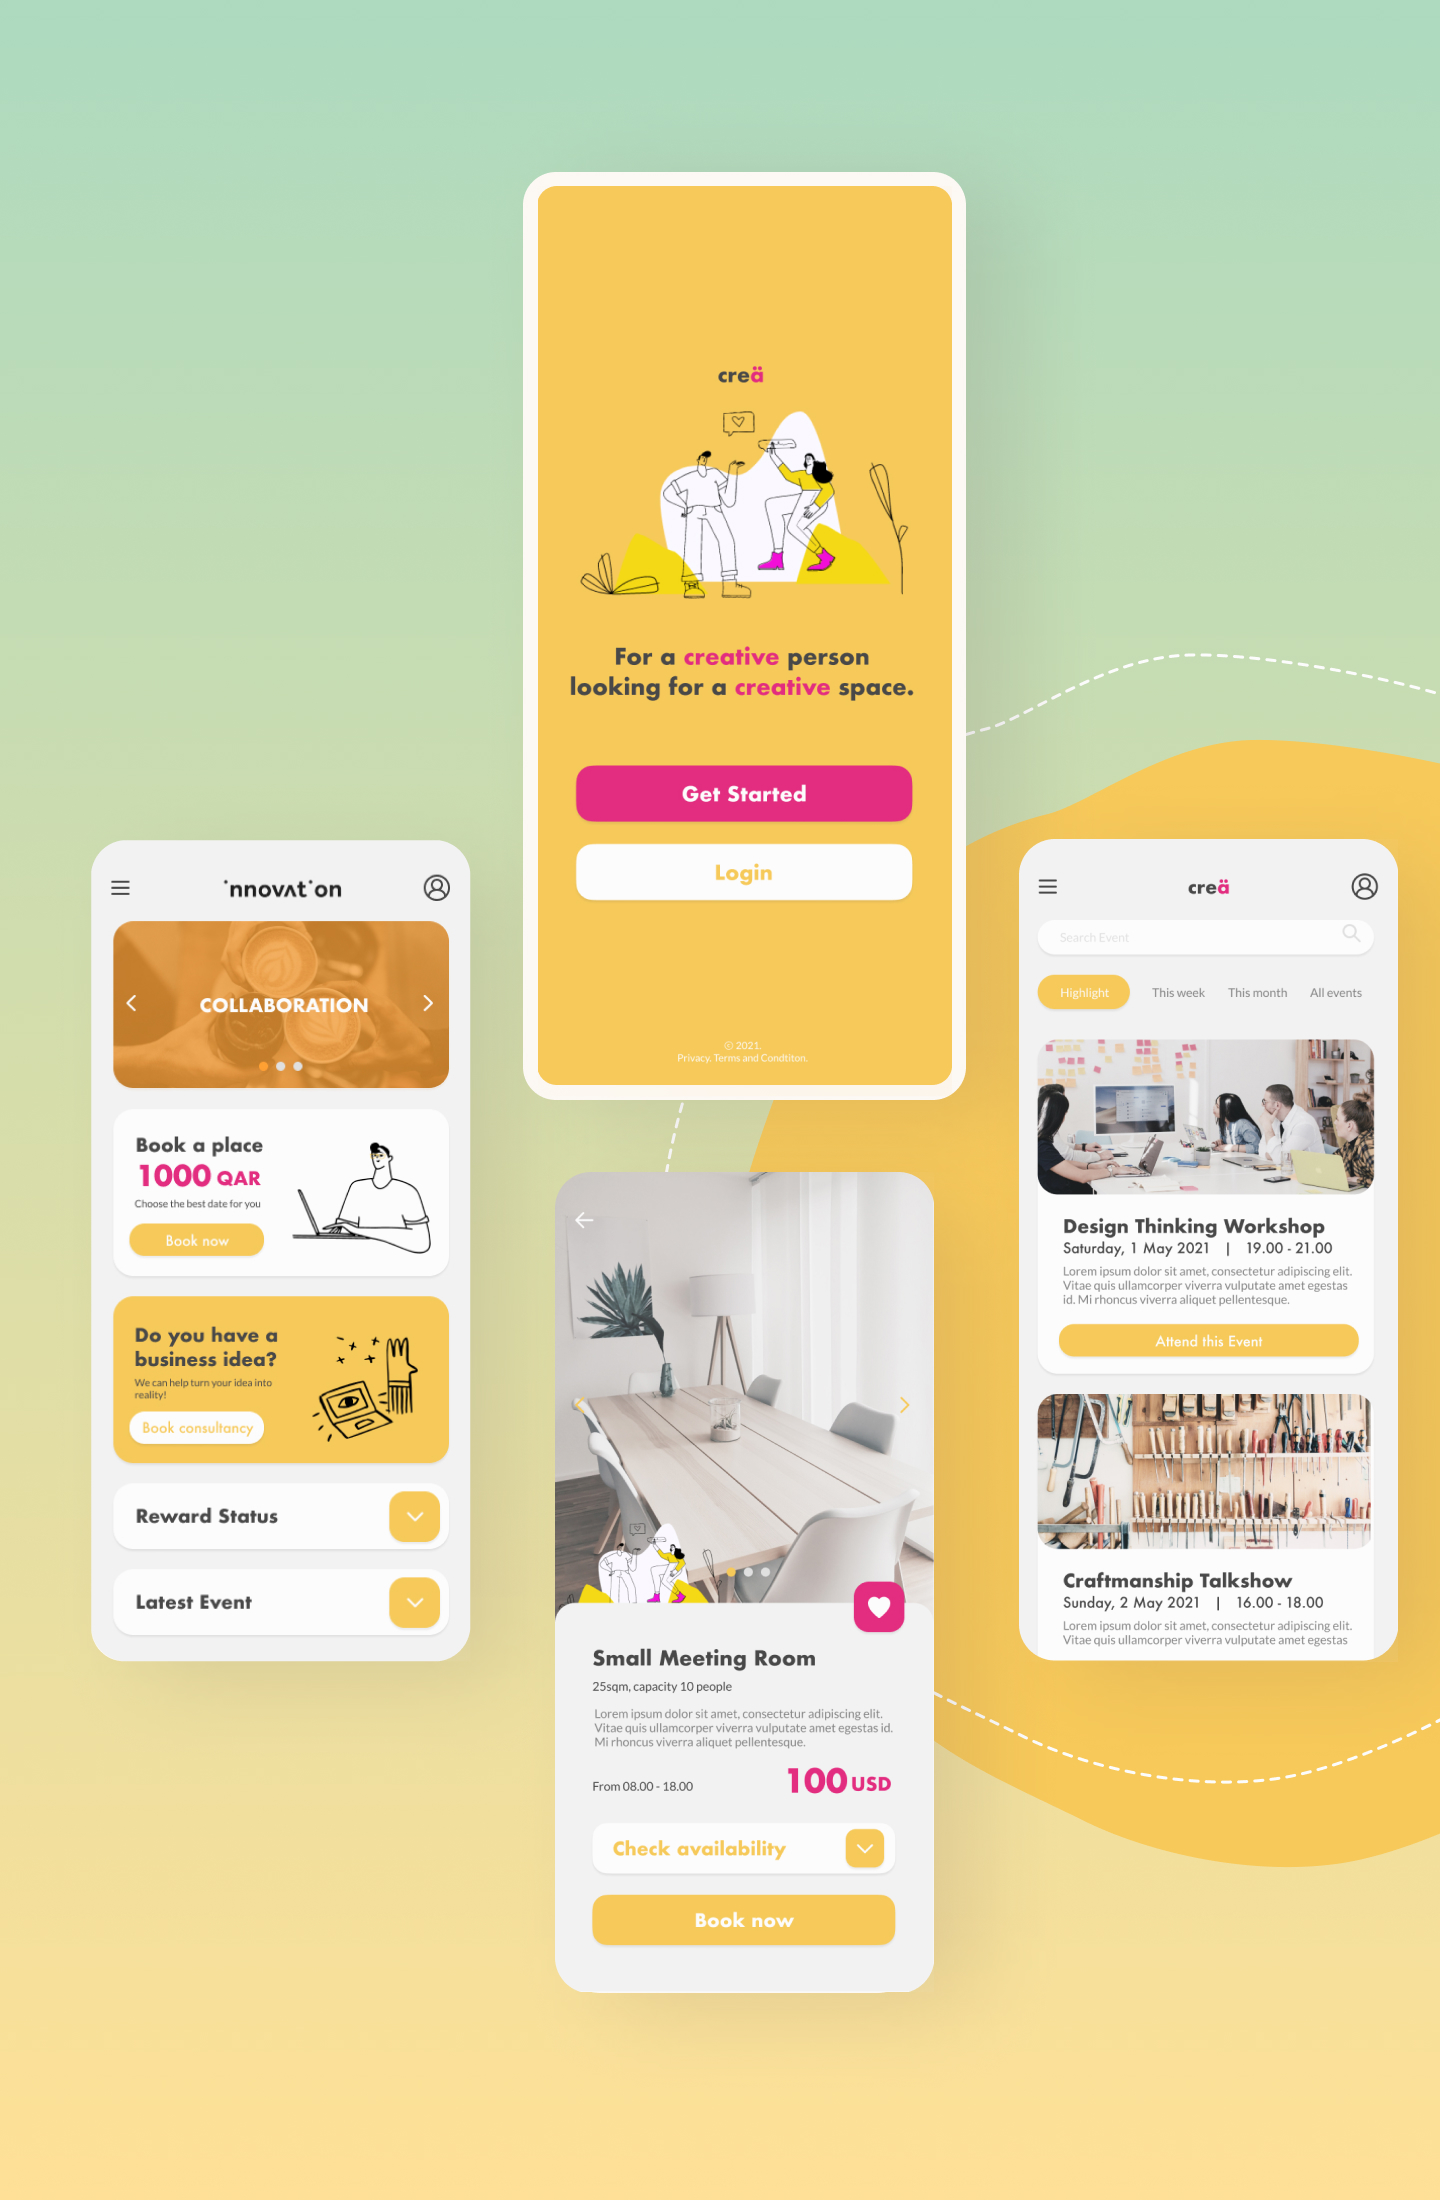 creä
For a creative person
looking for a creative space.
Get Started
Login
© 2021.
Privacy. Terms and Condtiton.
˙nnovʌt˙on
COLLABORATION
Book a place
1000 QAR
Choose the best date for you
Book now
Do you have a
business idea?
We can help turn your idea into
reality!
Book consultancy
Reward Status
Latest Event
Small Meeting Room
25sqm, capacity 10 people
Lorem ipsum dolor sit amet, consectetur adipiscing elit.
Vitae quis ullamcorper viverra vulputate amet egestas id.
Mi rhoncus viverra aliquet pellentesque.
From 08.00 - 18.00
100 USD
Check availability
Book now
creä
Search Event
Highlight This week This month All events
Design Thinking Workshop
Saturday, 1 May 2021 | 19.00 - 21.00
Lorem ipsum dolor sit amet, consectetur adipiscing elit.
Vitae quis ullamcorper viverra vulputate amet egestas
id. Mi rhoncus viverra aliquet pellentesque.
Attend this Event
Craftmanship Talkshow
Sunday, 2 May 2021 | 16.00 - 18.00
Lorem ipsum dolor sit amet, consectetur adipiscing elit.
Vitae quis ullamcorper viverra vulputate amet egestas